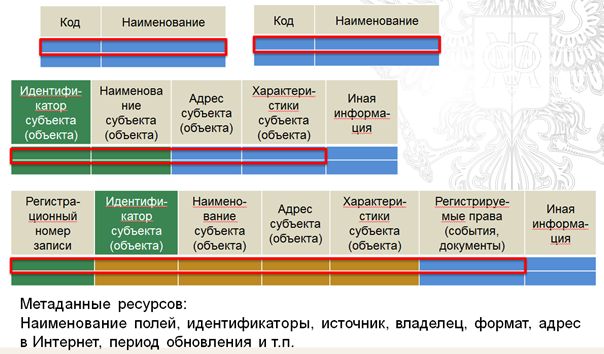 Код Наименование Код Наименование
Идентифи-
катор
субъекта
(объекта)
Наименова
ние
субъекта
(объекта)
Адрес
субъекта
(объекта)
Характери-
стики
субъекта
(объекта)
Иная
информа-
ция
Регистра-
ционный
номер
записи
Идентифи-
катор
субъекта
(объекта)
Наимено-
вание
субъекта
(объекта)
Адрес
субъекта
(объекта)
Характери-
стики
субъекта
(объекта)
Регистрируе-
мые права
(события,
документы)
Иная
информа-
ция
Метаданные ресурсов:
Наименование полей, идентификаторы, источник, владелец, формат, адрес
в Интернет, период обновления и т.п.